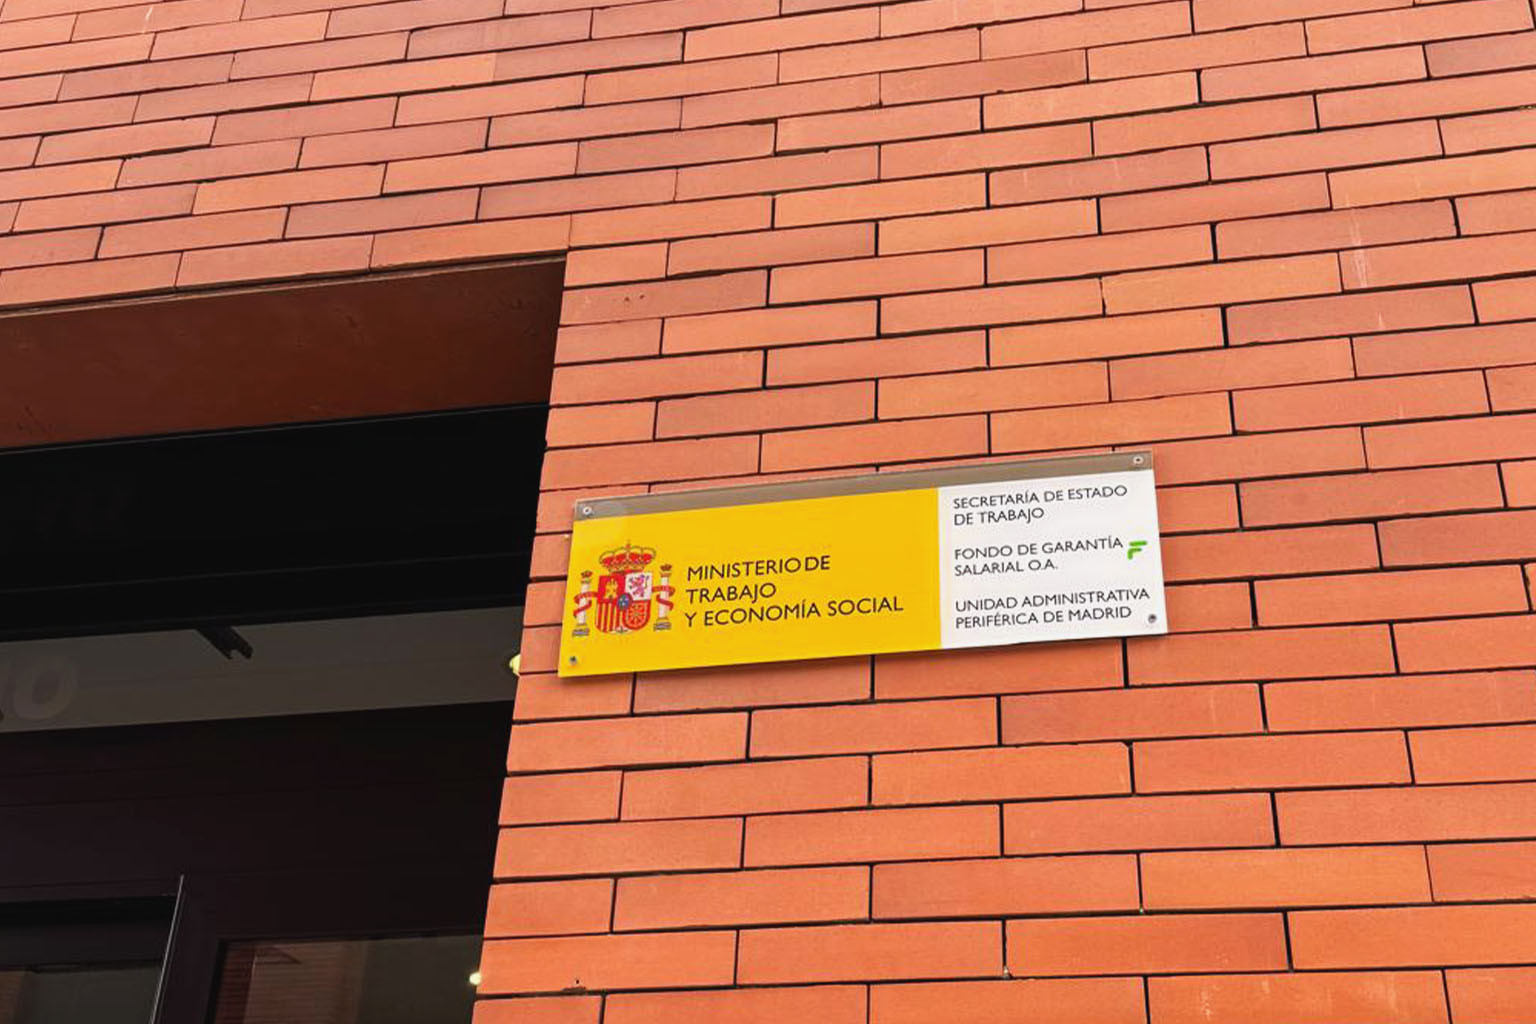 MINISTERIO DE
TRABAJO
Y ECONOMÍA SOCIAL
SECRETARÍA DE ESTADO
DE TRABAJO
FONDO DE GARANTÍA
SALARIAL O.A.
UNIDAD ADMINISTRATIVA
PERIFÉRICA DE MADRID